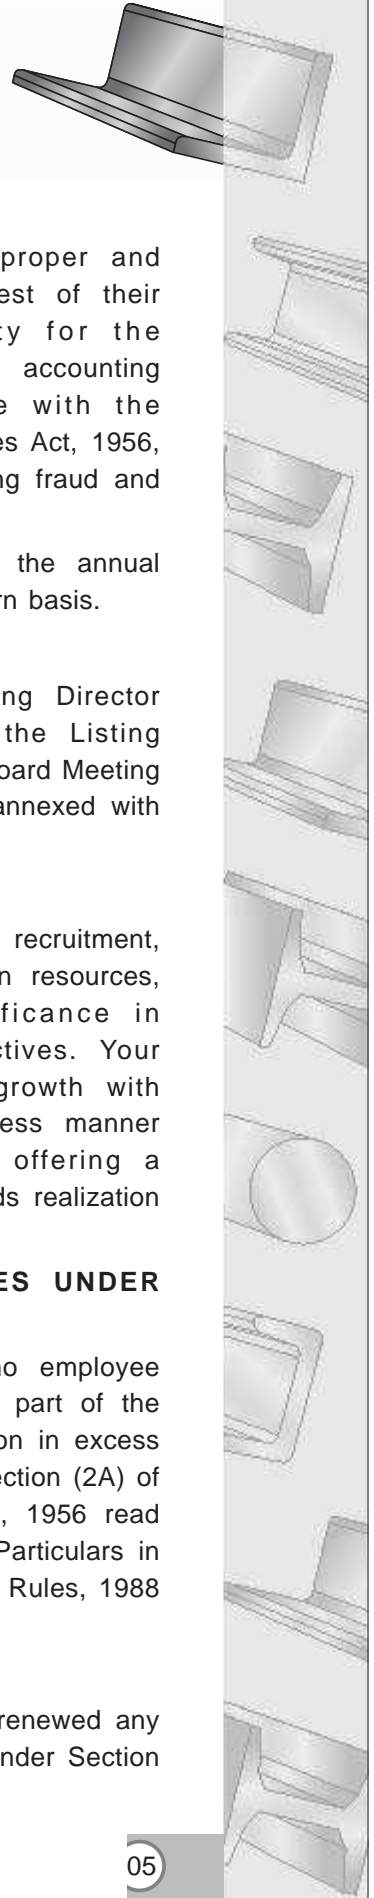 proper and
est of their
ty for the
accounting
e with the
es Act, 1956,
ng fraud and
the annual
rn basis.
ng Director
the Listing
oard Meeting
annexed with
recruitment,
n resources,
ficance in
ctives. Your
growth with
ess manner
offering a
ds realization
ES UNDER
no employee
part of the
on in excess
ection (2A) of
, 1956 read
Particulars in
Rules, 1988
renewed any
nder Section
05